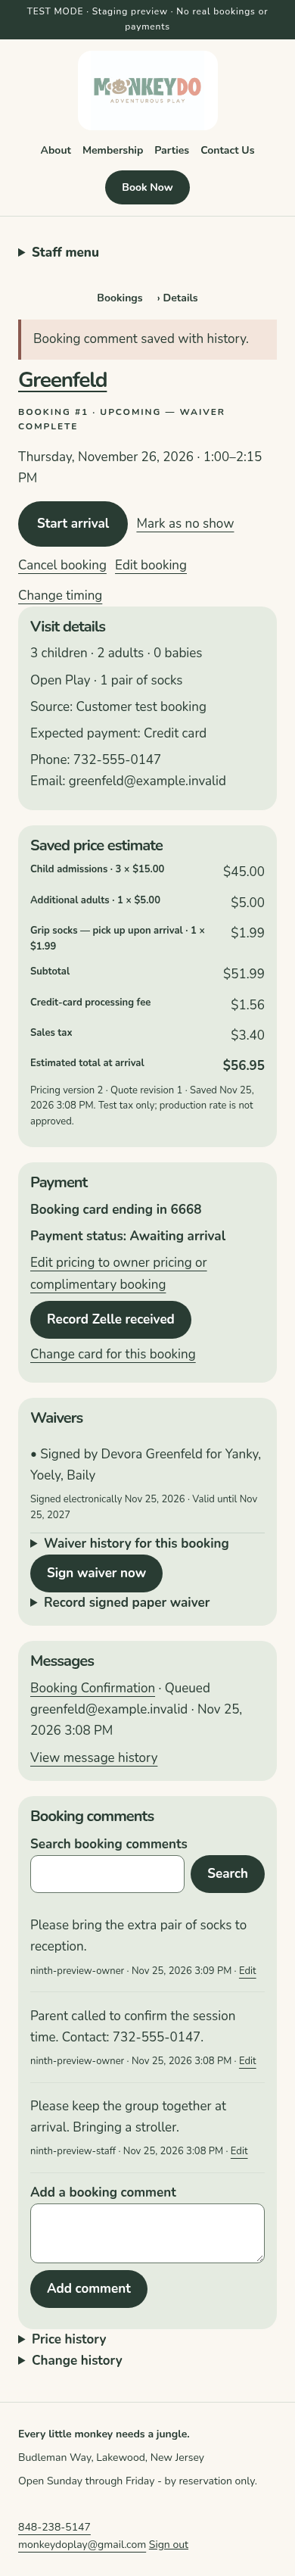 TEST MODE · Staging preview · No real bookings or
payments
MONKEYDO
ADVENTUROUS PLAY
About Membership Parties Contact Us
Book Now
▶ Staff menu
Bookings › Details
Booking comment saved with history.
Greenfeld
BOOKING #1 · UPCOMING — WAIVER
COMPLETE
Thursday, November 26, 2026 · 1:00–2:15
PM
Start arrival Mark as no show
Cancel booking Edit booking
Change timing
Visit details
3 children · 2 adults · 0 babies
Open Play · 1 pair of socks
Source: Customer test booking
Expected payment: Credit card
Phone: 732-555-0147
Email: greenfeld@example.invalid
Saved price estimate
Child admissions · 3 × $15.00 $45.00
Additional adults · 1 × $5.00 $5.00
Grip socks — pick up upon arrival · 1 × $1.99
$1.99
Subtotal $51.99
Credit-card processing fee $1.56
Sales tax $3.40
Estimated total at arrival $56.95
Pricing version 2 · Quote revision 1 · Saved Nov 25,
2026 3:08 PM. Test tax only; production rate is not
approved.
Payment
Booking card ending in 6668
Payment status: Awaiting arrival
Edit pricing to owner pricing or
complimentary booking
Record Zelle received
Change card for this booking
Waivers
• Signed by Devora Greenfeld for Yanky,
Yoely, Baily
Signed electronically Nov 25, 2026 · Valid until Nov
25, 2027
▶ Waiver history for this booking
Sign waiver now
▶ Record signed paper waiver
Messages
Booking Confirmation · Queued
greenfeld@example.invalid · Nov 25,
2026 3:08 PM
View message history
Booking comments
Search booking comments
Search
Please bring the extra pair of socks to
reception.
ninth-preview-owner · Nov 25, 2026 3:09 PM · Edit
Parent called to confirm the session
time. Contact: 732-555-0147.
ninth-preview-owner · Nov 25, 2026 3:08 PM · Edit
Please keep the group together at
arrival. Bringing a stroller.
ninth-preview-staff · Nov 25, 2026 3:08 PM · Edit
Add a booking comment
Add comment
▶ Price history
▶ Change history
Every little monkey needs a jungle.
Budleman Way, Lakewood, New Jersey
Open Sunday through Friday - by reservation only.
848-238-5147
monkeydoplay@gmail.com Sign out